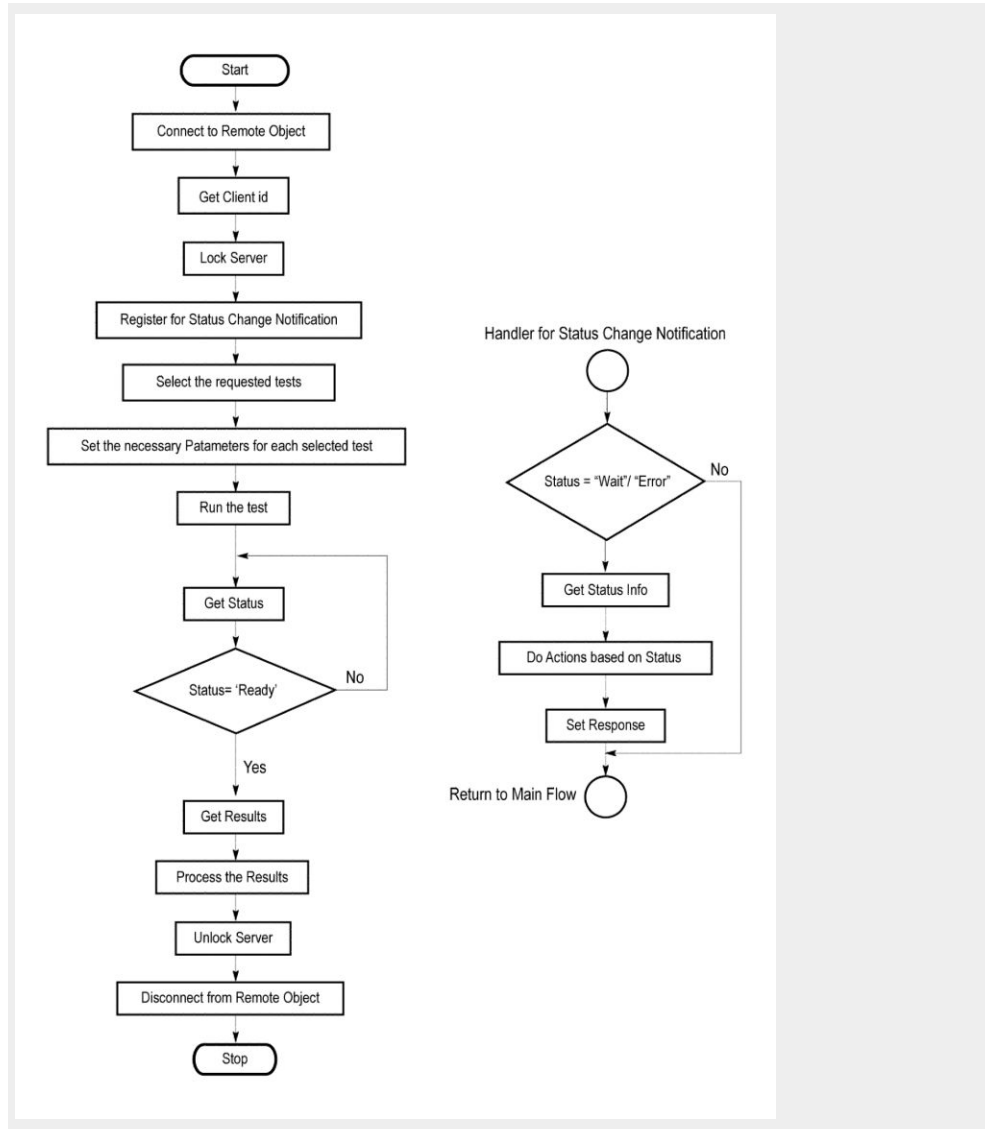 Start
Connect to Remote Object
Get Client id
Lock Server
Register for Status Change Notification
Select the requested tests
Set the necessary Patameters for each selected test
Run the test
Get Status
Status= 'Ready'
No
Yes
Get Results
Process the Results
Unlock Server
Disconnect from Remote Object
Stop
Handler for Status Change Notification
Status = “Wait”/ “Error”
No
Get Status Info
Do Actions based on Status
Set Response
Return to Main Flow